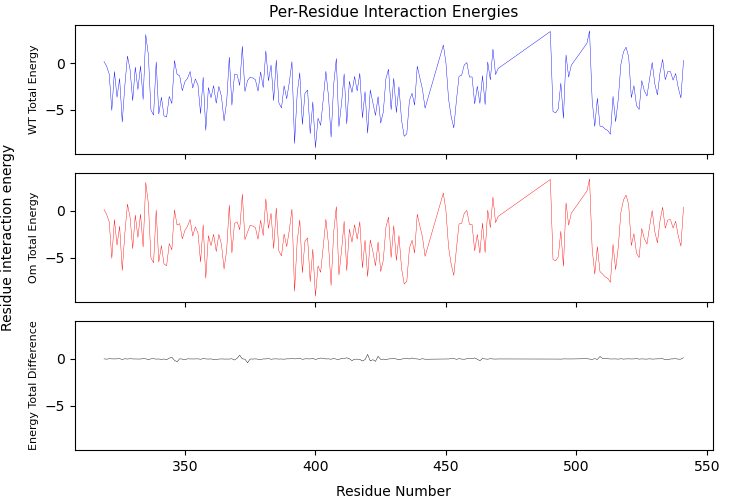 Per-Residue Interaction Energies
Residue interaction energy
WT Total Energy
0
−5
Om Total Energy
0
−5
Energy Total Difference
0
−5
350 400 450 500 550
Residue Number